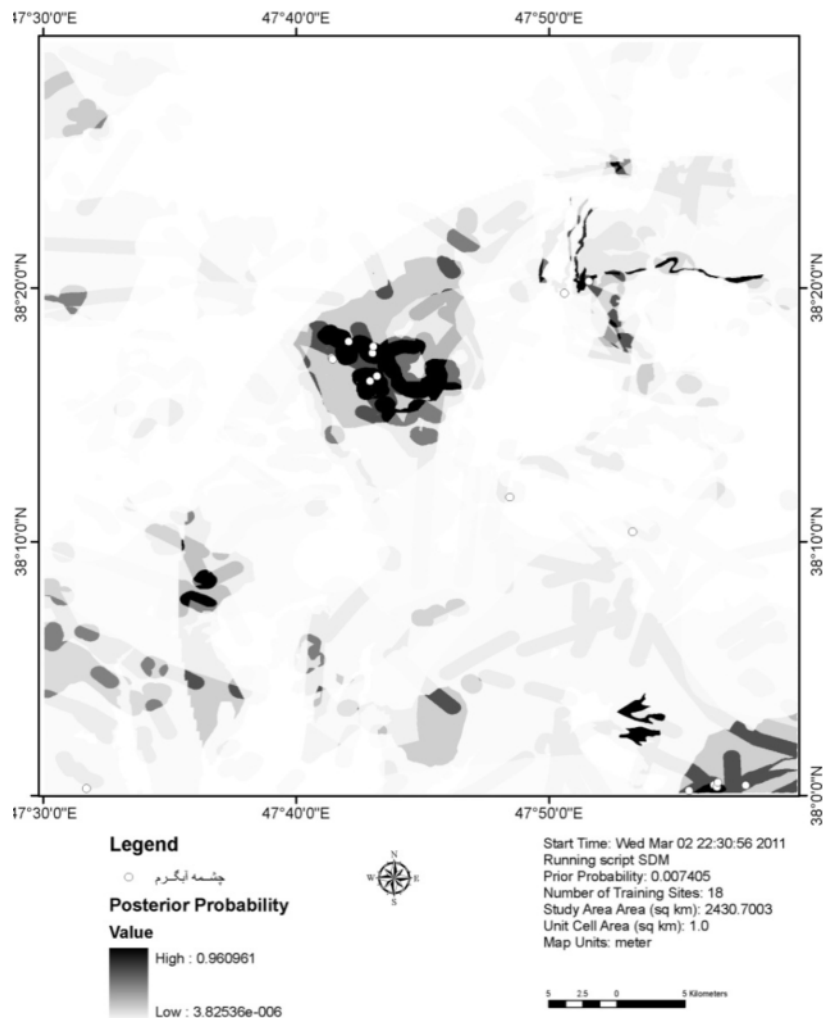 47°30'0"E 47°40'0"E 47°50'0"E
38°20'0"N 38°20'0"N
38°10'0"N 38°10'0"N
38°0'0"N 38°0'0"N
47°30'0"E 47°40'0"E 47°50'0"E
Legend
چشمه آبگرم
Posterior Probability
Value
High : 0.960961
Low : 3.82536e-006
N
W E
S
Start Time: Wed Mar 02 22:30:56 2011
Running script SDM
Prior Probability: 0.007405
Number of Training Sites: 18
Study Area Area (sq km): 2430.7003
Unit Cell Area (sq km): 1.0
Map Units: meter
5 2.5 0 5 Kilometers